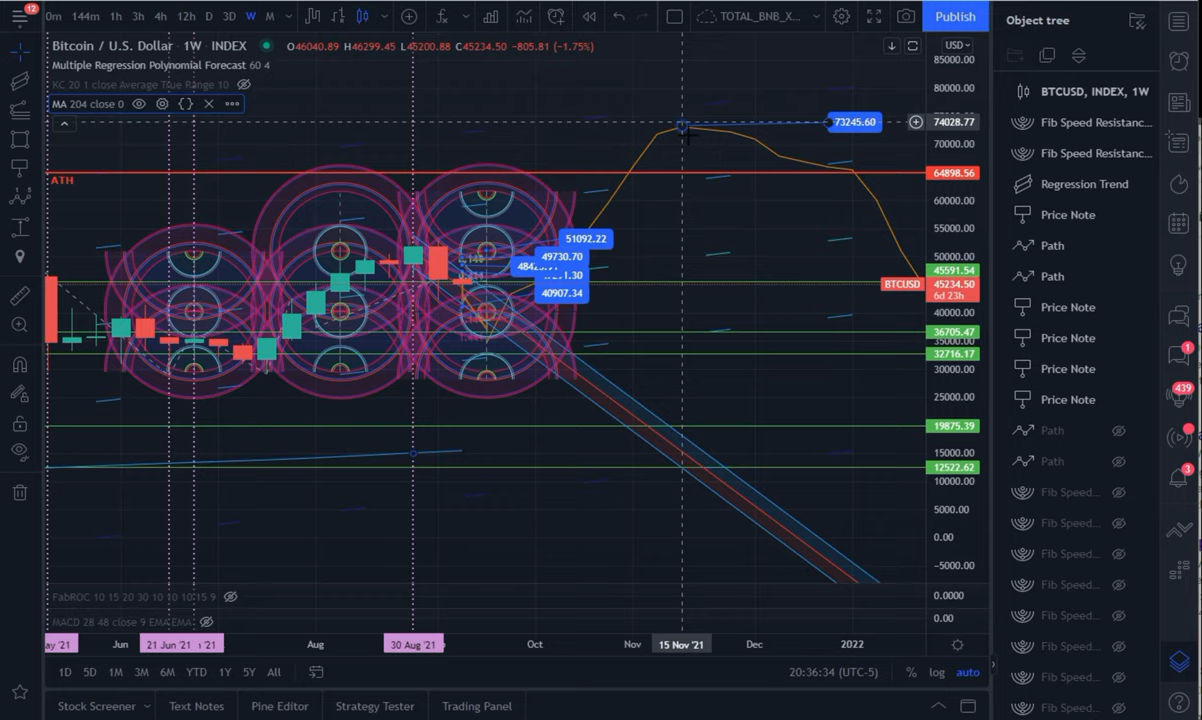 12
0m 144m 1h 3h 4h 12h D 3D W M TOTAL_BNB_X... Publish Object tree
Bitcoin / U.S. Dollar · 1W · INDEX O46040.89 H46299.45 L45200.88 C45234.50 −805.81 (−1.75%) USD
Multiple Regression Polynomial Forecast 60 4
KC 20 1 close Average True Range 10
MA 204 close 0
ATH
73245.60
51092.22
49730.70
40907.34
85000.00
80000.00
74028.77
70000.00
64898.56
60000.00
55000.00
50000.00
45591.54
BTCUSD 45234.50
6d 23h
40000.00
36705.47
35000.00
32716.17
30000.00
25000.00
19875.39
15000.00
12522.62
10000.00
5000.00
0.00
−5000.00
0.0000
0.00
FabROC 10 15 20 30 10 10 10 15 9
MACD 28 48 close 9 EMA EMA
ay '21 Jun 21 Jun '21 Aug 30 Aug '21 Oct Nov 15 Nov '21 Dec 2022
1D 5D 1M 3M 6M YTD 1Y 5Y All 20:36:34 (UTC-5) % log auto
Stock Screener Text Notes Pine Editor Strategy Tester Trading Panel
BTCUSD, INDEX, 1W
Fib Speed Resistanc...
Fib Speed Resistanc...
Regression Trend
Price Note
Path
Path
Price Note
Price Note
Price Note
Price Note
Path
Path
Fib Speed...
Fib Speed...
Fib Speed...
Fib Speed...
Fib Speed...
Fib Speed...
Fib Speed...
Fib Speed...
1
439
3